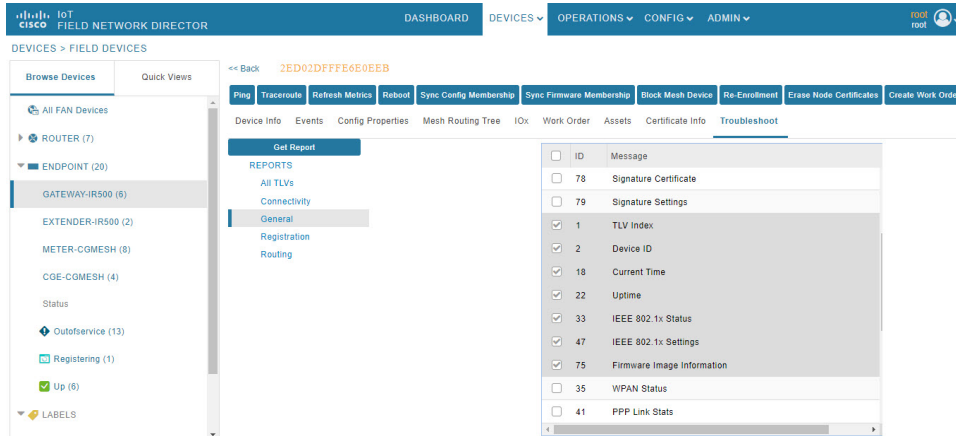 IoT
CISCO FIELD NETWORK DIRECTOR
DASHBOARD DEVICES OPERATIONS CONFIG ADMIN
root
root
DEVICES > FIELD DEVICES
Browse Devices Quick Views
All FAN Devices
ROUTER (7)
ENDPOINT (20)
GATEWAY-IR500 (6)
EXTENDER-IR500 (2)
METER-CGMESH (8)
CGE-CGMESH (4)
Status
Outofservice (13)
Registering (1)
Up (6)
LABELS
<< Back 2ED02DFFFE6E0EEB
Ping Traceroute Refresh Metrics Reboot Sync Config Membership Sync Firmware Membership Block Mesh Device Re-Enrollment Erase Node Certificates Create Work Orde
Device Info Events Config Properties Mesh Routing Tree IOx Work Order Assets Certificate Info Troubleshoot
Get Report
REPORTS
All TLVs
Connectivity
General
Registration
Routing
ID Message
78 Signature Certificate
79 Signature Settings
1 TLV Index
2 Device ID
18 Current Time
22 Uptime
33 IEEE 802.1x Status
47 IEEE 802.1x Settings
75 Firmware Image Information
35 WPAN Status
41 PPP Link Stats